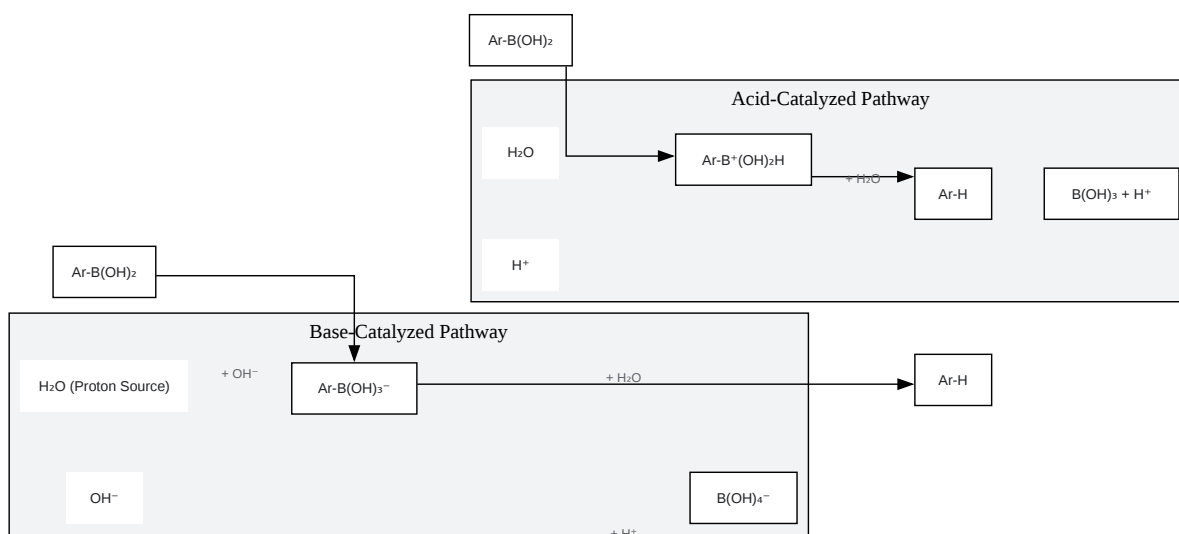 Ar-B(OH)₂
Acid-Catalyzed Pathway
H₂O
Ar-B⁺(OH)₂H
+ H₂O
Ar-H
B(OH)₃ + H⁺
H⁺
Ar-B(OH)₂
Base-Catalyzed Pathway
H₂O (Proton Source)
+ OH⁻
Ar-B(OH)₃⁻
+ H₂O
Ar-H
OH⁻
B(OH)₄⁻
+ H⁺